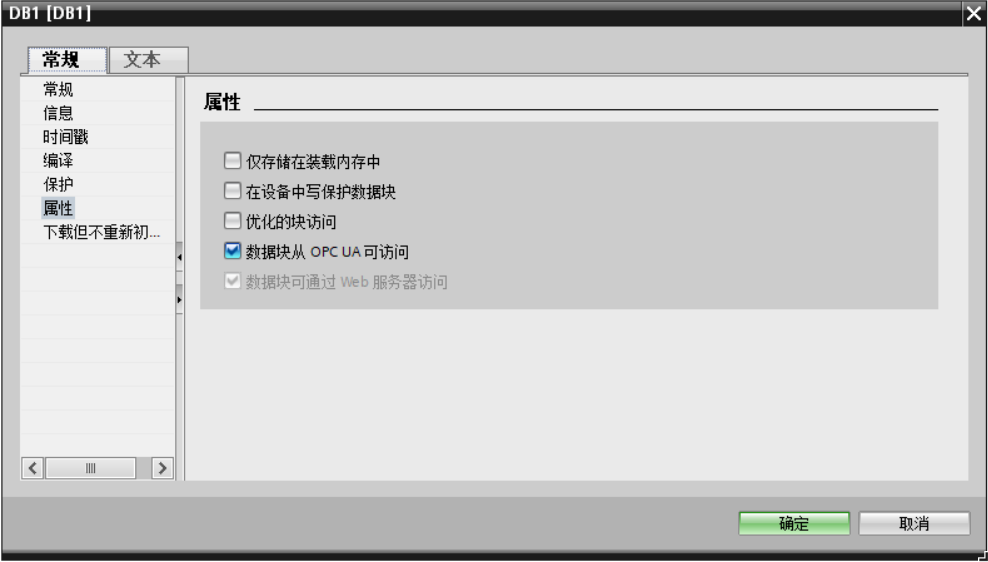 DB1 [DB1]
常规
文本
常规
信息
时间戳
编译
保护
属性
下载但不重新初...
属性
仅存储在装载内存中
在设备中写保护数据块
优化的块访问
数据块从 OPC UA 可访问
数据块可通过 Web 服务器访问
确定
取消